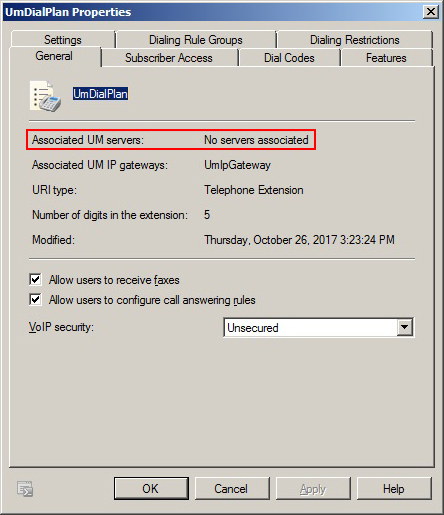 UmDialPlan Properties
Settings Dialing Rule Groups Dialing Restrictions
General Subscriber Access Dial Codes Features
UmDialPlan
Associated UM servers: No servers associated
Associated UM IP gateways: UmIpGateway
URI type: Telephone Extension
Number of digits in the extension: 5
Modified: Thursday, October 26, 2017 3:23:24 PM
Allow users to receive faxes
Allow users to configure call answering rules
VoIP security: Unsecured
OK Cancel Apply Help